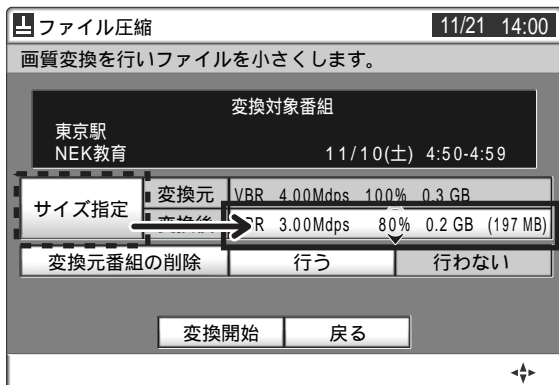 ファイル圧縮 11/21 14:00
画質変換を行いファイルを小さくします。
変換対象番組
東京駅
NEK教育 11/10(土) 4:50-4:59
サイズ指定
変換元 VBR 4.00Mdps 100% 0.3 GB
変換後 3.00Mdps 80% 0.2 GB (197 MB)
変換元番組の削除 行う 行わない
変換開始 戻る